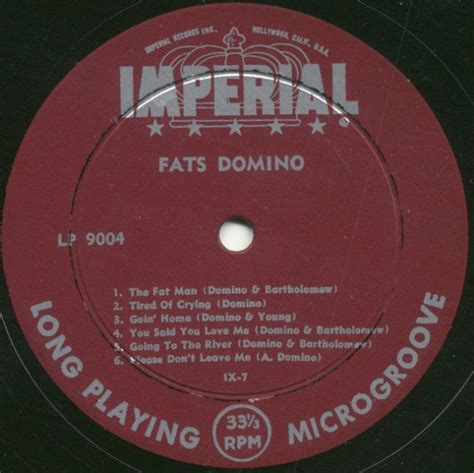 IMPERIAL RECORDS INC. HOLLYWOOD, CALIF., U.S.A.
IMPERIAL
FATS DOMINO
LP 9004
1. The Fat Man (Domino & Bartholomew)
2. Tired Of Crying (Domino)
3. Goin' Home (Domino & Young)
4. You Said You Love Me (Domino & Bartholomew)
5. Going To The River (Domino & Bartholomew)
6. Please Don't Leave Me (A. Domino)
IX-7
LONG PLAYING MICROGROOVE
33⅓
RPM